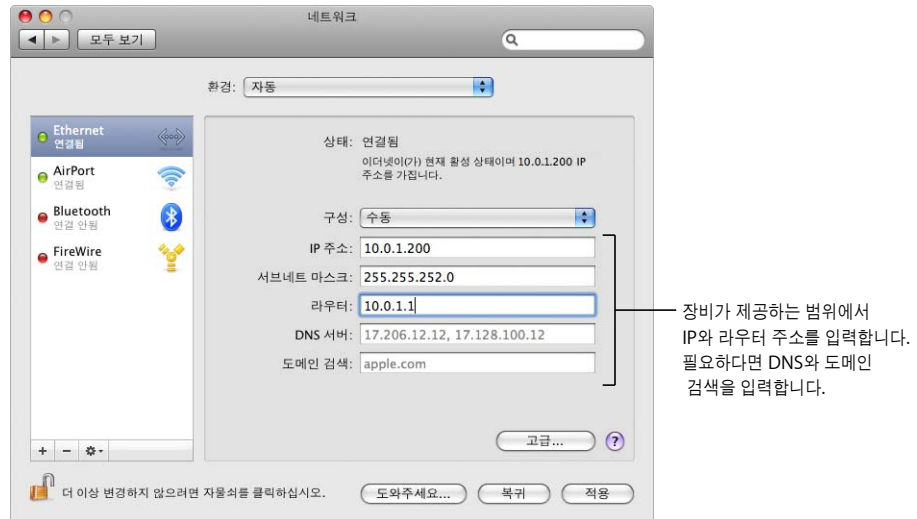 네트워크
모두 보기
환경: 자동
Ethernet
연결됨
AirPort
연결됨
Bluetooth
연결 안됨
FireWire
연결 안됨
상태: 연결됨
이더넷이(가) 현재 활성 상태이며 10.0.1.200 IP
주소를 가집니다.
구성: 수동
IP 주소: 10.0.1.200
서브네트 마스크: 255.255.252.0
라우터: 10.0.1.1
DNS 서버: 17.206.12.12, 17.128.100.12
도메인 검색: apple.com
고급...
?
더 이상 변경하지 않으려면 자물쇠를 클릭하십시오.
도와주세요...
복귀
적용
장비가 제공하는 범위에서
IP와 라우터 주소를 입력합니다.
필요하다면 DNS와 도메인
검색을 입력합니다.